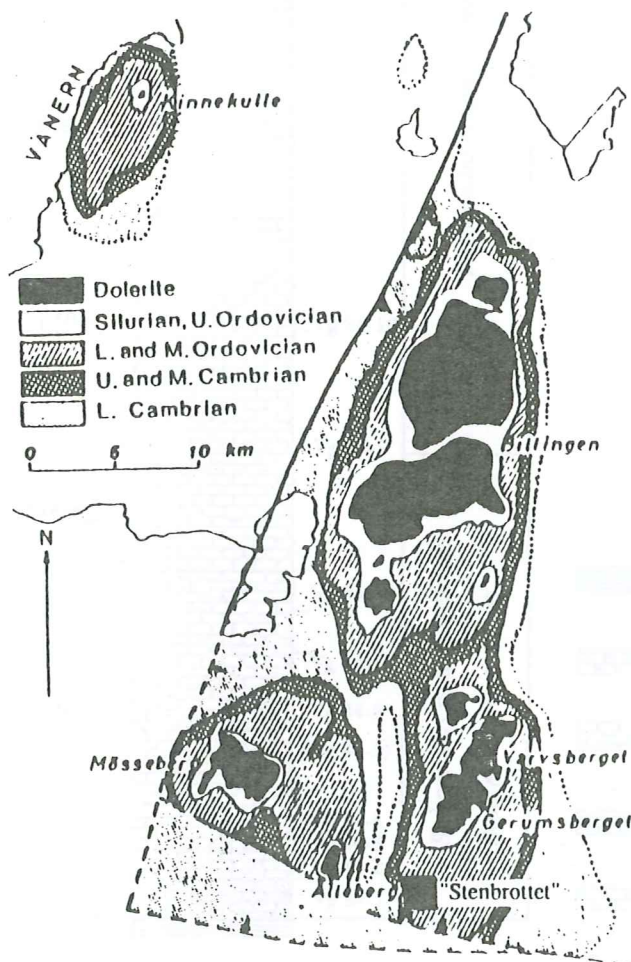 VÄNERN
Kinnekulle
Dolerite
Silurian, U. Ordovician
L. and M. Ordovician
U. and M. Cambrian
L. Cambrian
0 5 10 km
Billingen
N
Mösseberg
Varvsberget
Gerumsberget
Ålleberg "Stenbrottet"